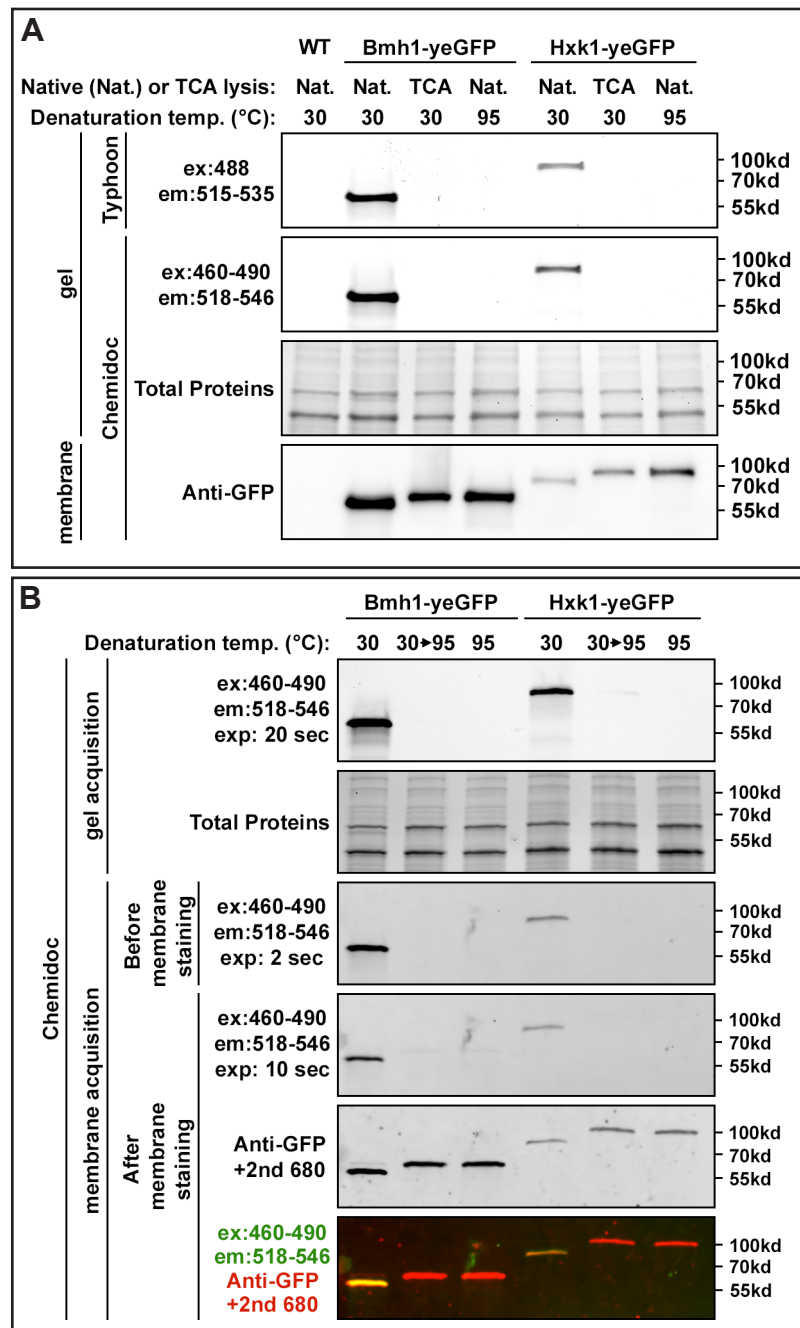 A
WT Bmh1-yeGFP Hxk1-yeGFP
Native (Nat.) or TCA lysis: Nat. Nat. TCA Nat. Nat. TCA Nat.
Denaturation temp. (°C): 30 30 30 95 30 30 95
gel
Typhoon
ex:488
em:515-535
100kd
70kd
55kd
Chemidoc
ex:460-490
em:518-546
100kd
70kd
55kd
Total Proteins
100kd
70kd
55kd
membrane
Anti-GFP
100kd
70kd
55kd
B
Bmh1-yeGFP Hxk1-yeGFP
Denaturation temp. (°C): 30 30➤95 95 30 30➤95 95
Chemidoc
gel acquisition
ex:460-490
em:518-546
exp: 20 sec
100kd
70kd
55kd
Total Proteins
100kd
70kd
55kd
membrane acquisition
Before
membrane
staining
ex:460-490
em:518-546
exp: 2 sec
100kd
70kd
55kd
After
membrane
staining
ex:460-490
em:518-546
exp: 10 sec
100kd
70kd
55kd
Anti-GFP
+2nd 680
100kd
70kd
55kd
ex:460-490
em:518-546
Anti-GFP
+2nd 680
100kd
70kd
55kd